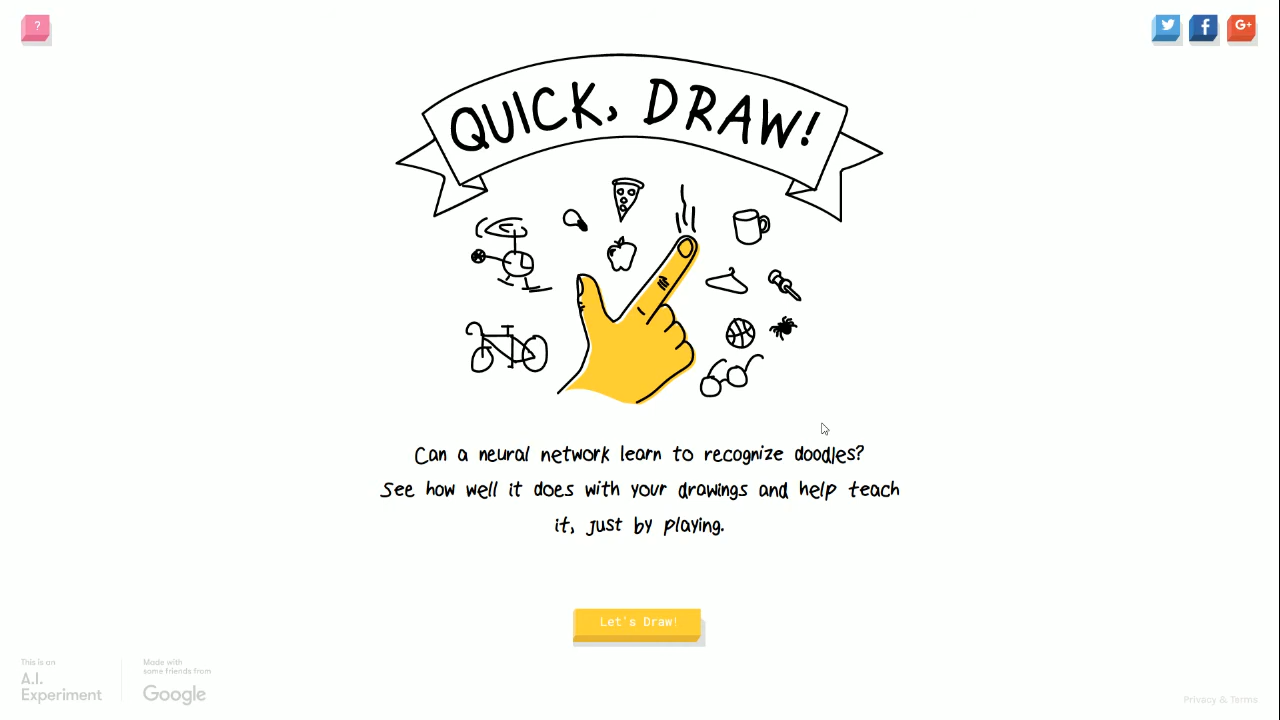 ?
QUICK, DRAW!
Can a neural network learn to recognize doodles?
See how well it does with your drawings and help teach
it, just by playing.
Let's Draw!
This is an
A.I.
Experiment
Made with
some friends from
Google
Privacy & Terms
f
G+